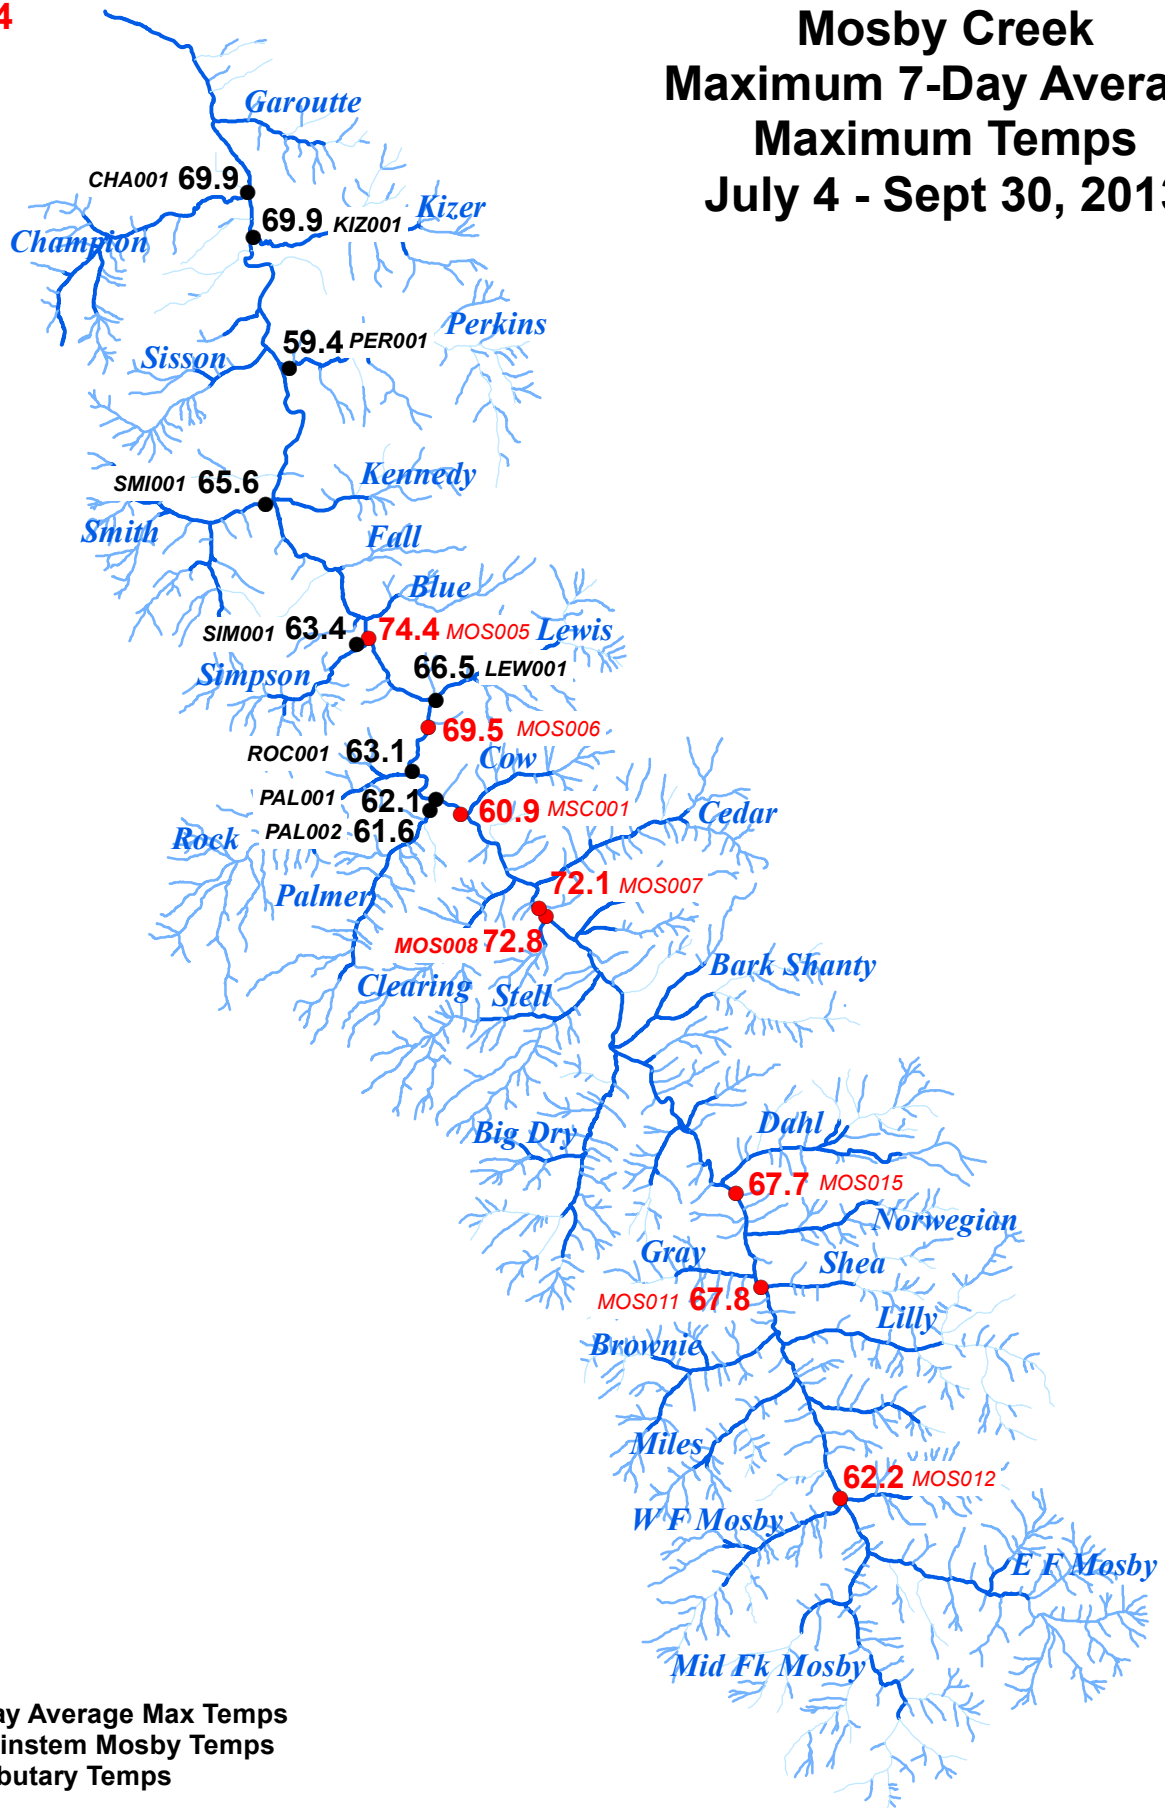 4
Mosby Creek
Maximum 7-Day Avera
Maximum Temps
July 4 - Sept 30, 2013
Garoutte
CHA001 69.9
69.9 KIZ001 Kizer
Champion
59.4 PER001 Perkins
Sisson
SMI001 65.6
Kennedy
Smith
Fall
Blue
SIM001 63.4
74.4 MOS005 Lewis
Simpson
66.5 LEW001
69.5 MOS006
ROC001 63.1
Cow
PAL001 62.1
60.9 MSC001
Cedar
Rock
PAL002 61.6
Palmer
72.1 MOS007
MOS008 72.8
Clearing
Stell
Bark Shanty
Big Dry
Dahl
67.7 MOS015
Norwegian
Gray
Shea
MOS011 67.8
Lilly
Brownie
Miles
62.2 MOS012
W F Mosby
E F Mosby
Mid Fk Mosby
ay Average Max Temps
instem Mosby Temps
butary Temps